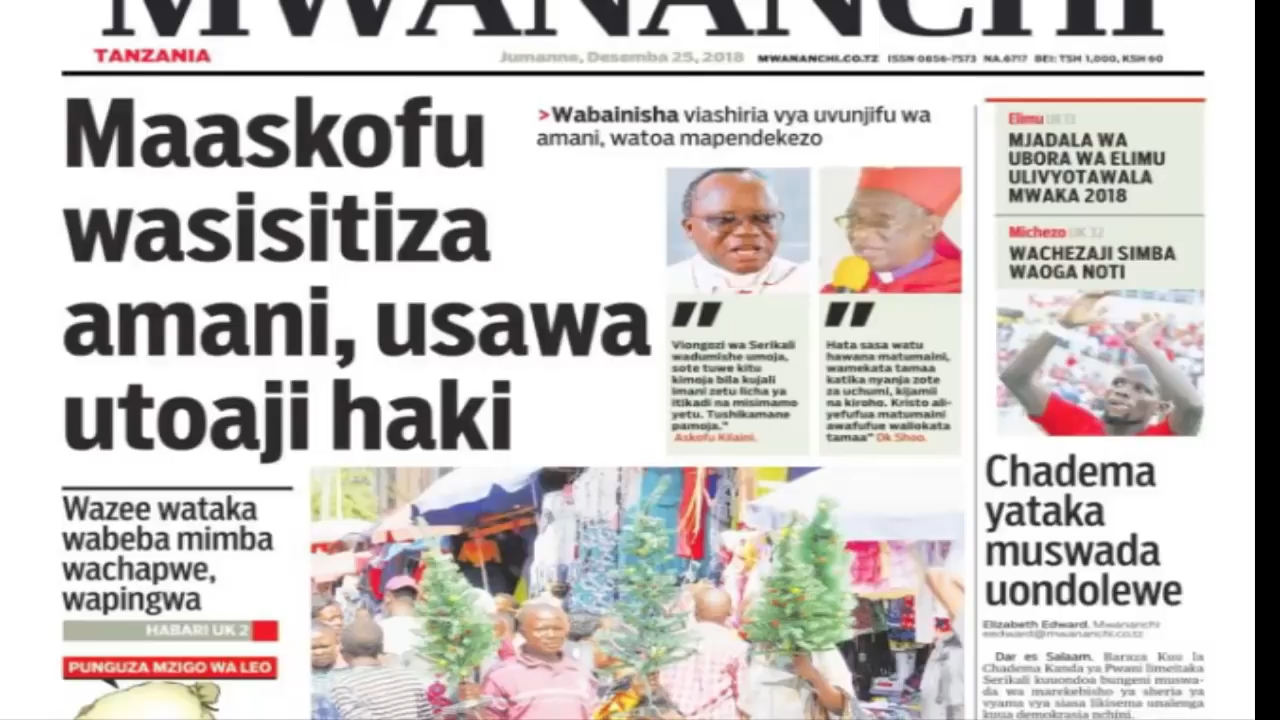 MWANANCHI
TANZANIA
Jumanne, Desemba 25, 2018
MWANANCHI.CO.TZ ISSN 0856-7573 NA.6717 BEI: TSH 1,000, KSH 60
Maaskofu
wasisitiza
amani, usawa
utoaji haki
>Wabainisha viashiria vya uvunjifu wa
amani, watoa mapendekezo
"
Viongozi wa Serikali
wadumishe umoja,
sote tuwe kitu
kimoja bila kujali
imani zetu licha ya
itikadi na misimamo
yetu. Tushikamane
pamoja."
Askofu Kilaini.
"
Hata sasa watu
hawana matumaini,
wamekata tamaa
katika nyanja zote
za uchumi, kijamii
na kiroho. Kristo ali-
yefufua matumaini
awafufue waliokata
tamaa" Dk Shoo.
Elimu UK 13
MJADALA WA
UBORA WA ELIMU
ULIVYOTAWALA
MWAKA 2018
Michezo UK 32
WACHEZAJI SIMBA
WAOGA NOTI
Wazee wataka
wabeba mimba
wachapwe,
wapingwa
HABARI UK 2
PUNGUZA MZIGO WA LEO
Chadema
yataka
muswada
uondolewe
Elizabeth Edward, Mwananchi
eedward@mwananchi.co.tz
Dar es Salaam. Baraza Kuu la
Chadema Kanda ya Pwani limeitaka
Serikali kuuondoa bungeni muswa-
da wa marekebisho ya sheria ya
vyama vya siasa likisema unalenga
kuua demokrasia nchini.